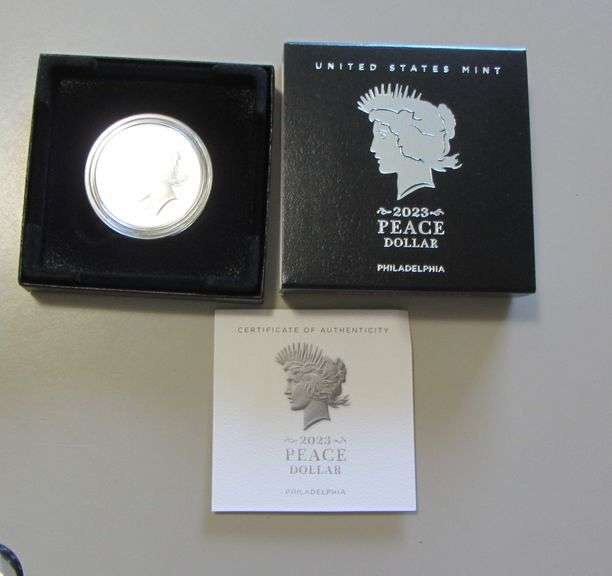 UNITED STATES MINT
2023
PEACE
DOLLAR
PHILADELPHIA
CERTIFICATE OF AUTHENTICITY
2023
PEACE
DOLLAR
PHILADELPHIA